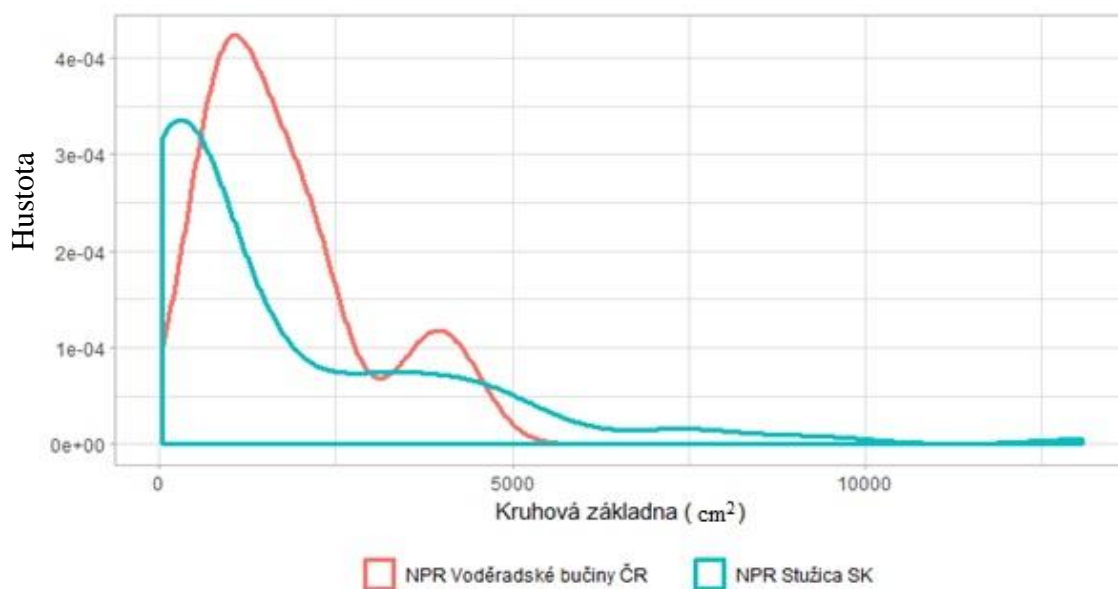 Hustota
4e-04
3e-04
2e-04
1e-04
0e+00
0 5000 10000
Kruhová základna ( cm²)
NPR Voděradské bučiny ČR NPR Stužica SK